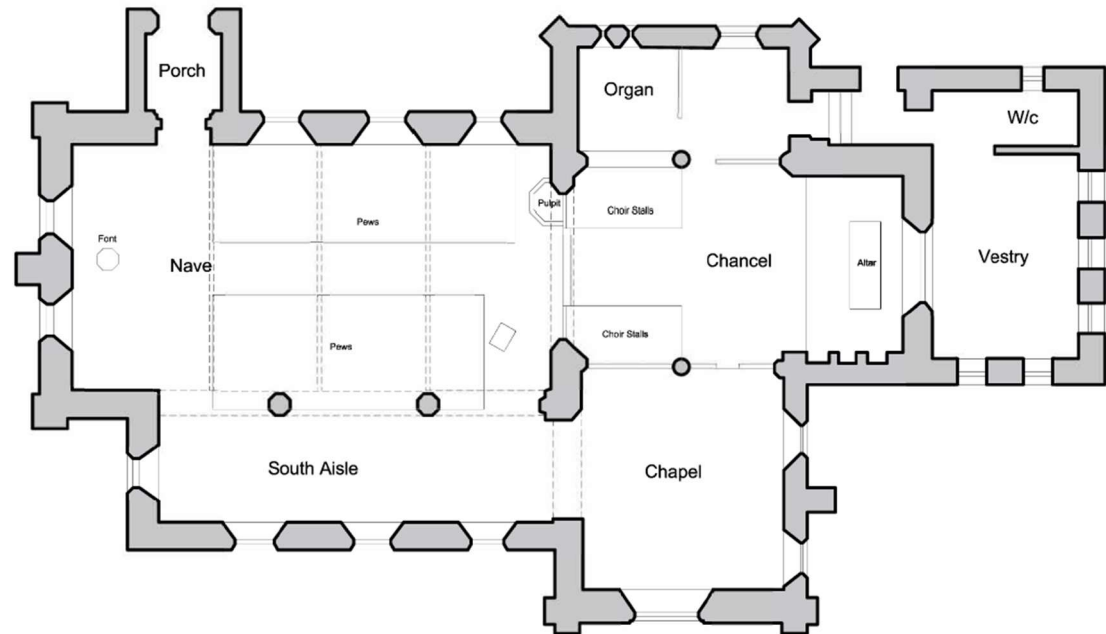 Porch
Organ
W/c
Pulpit
Choir Stalls
Pews
Font
Nave
Chancel
Altar
Vestry
Choir Stalls
Pews
South Aisle
Chapel